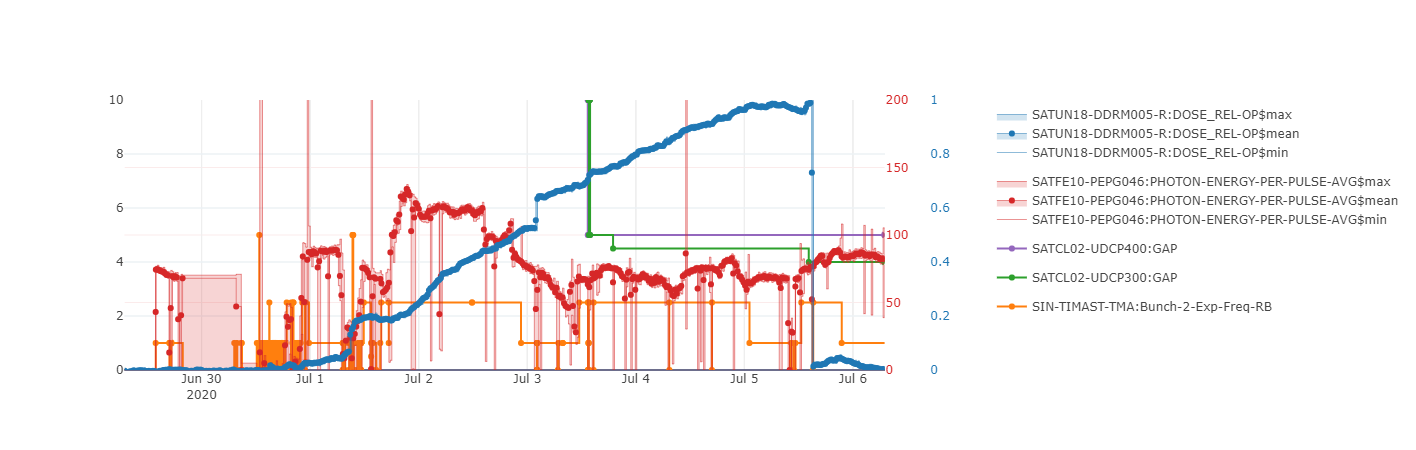 10
8
6
4
2
0
200
150
100
50
0
1
0.8
0.6
0.4
0.2
0
Jun 30
2020
Jul 1
Jul 2
Jul 3
Jul 4
Jul 5
Jul 6
SATUN18-DDRM005-R:DOSE_REL-OP$max
SATUN18-DDRM005-R:DOSE_REL-OP$mean
SATUN18-DDRM005-R:DOSE_REL-OP$min
SATFE10-PEPG046:PHOTON-ENERGY-PER-PULSE-AVG$max
SATFE10-PEPG046:PHOTON-ENERGY-PER-PULSE-AVG$mean
SATFE10-PEPG046:PHOTON-ENERGY-PER-PULSE-AVG$min
SATCL02-UDCP400:GAP
SATCL02-UDCP300:GAP
SIN-TIMAST-TMA:Bunch-2-Exp-Freq-RB